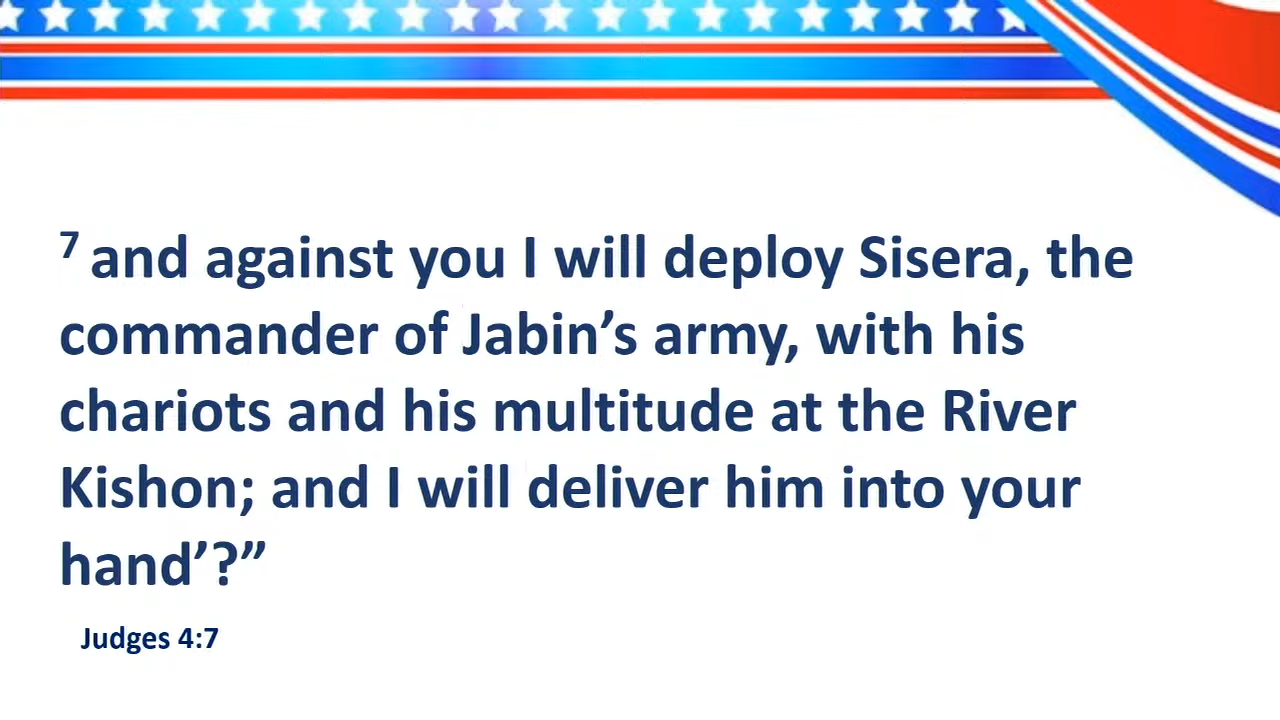 7 and against you I will deploy Sisera, the
commander of Jabin’s army, with his
chariots and his multitude at the River
Kishon; and I will deliver him into your
hand’?”
Judges 4:7